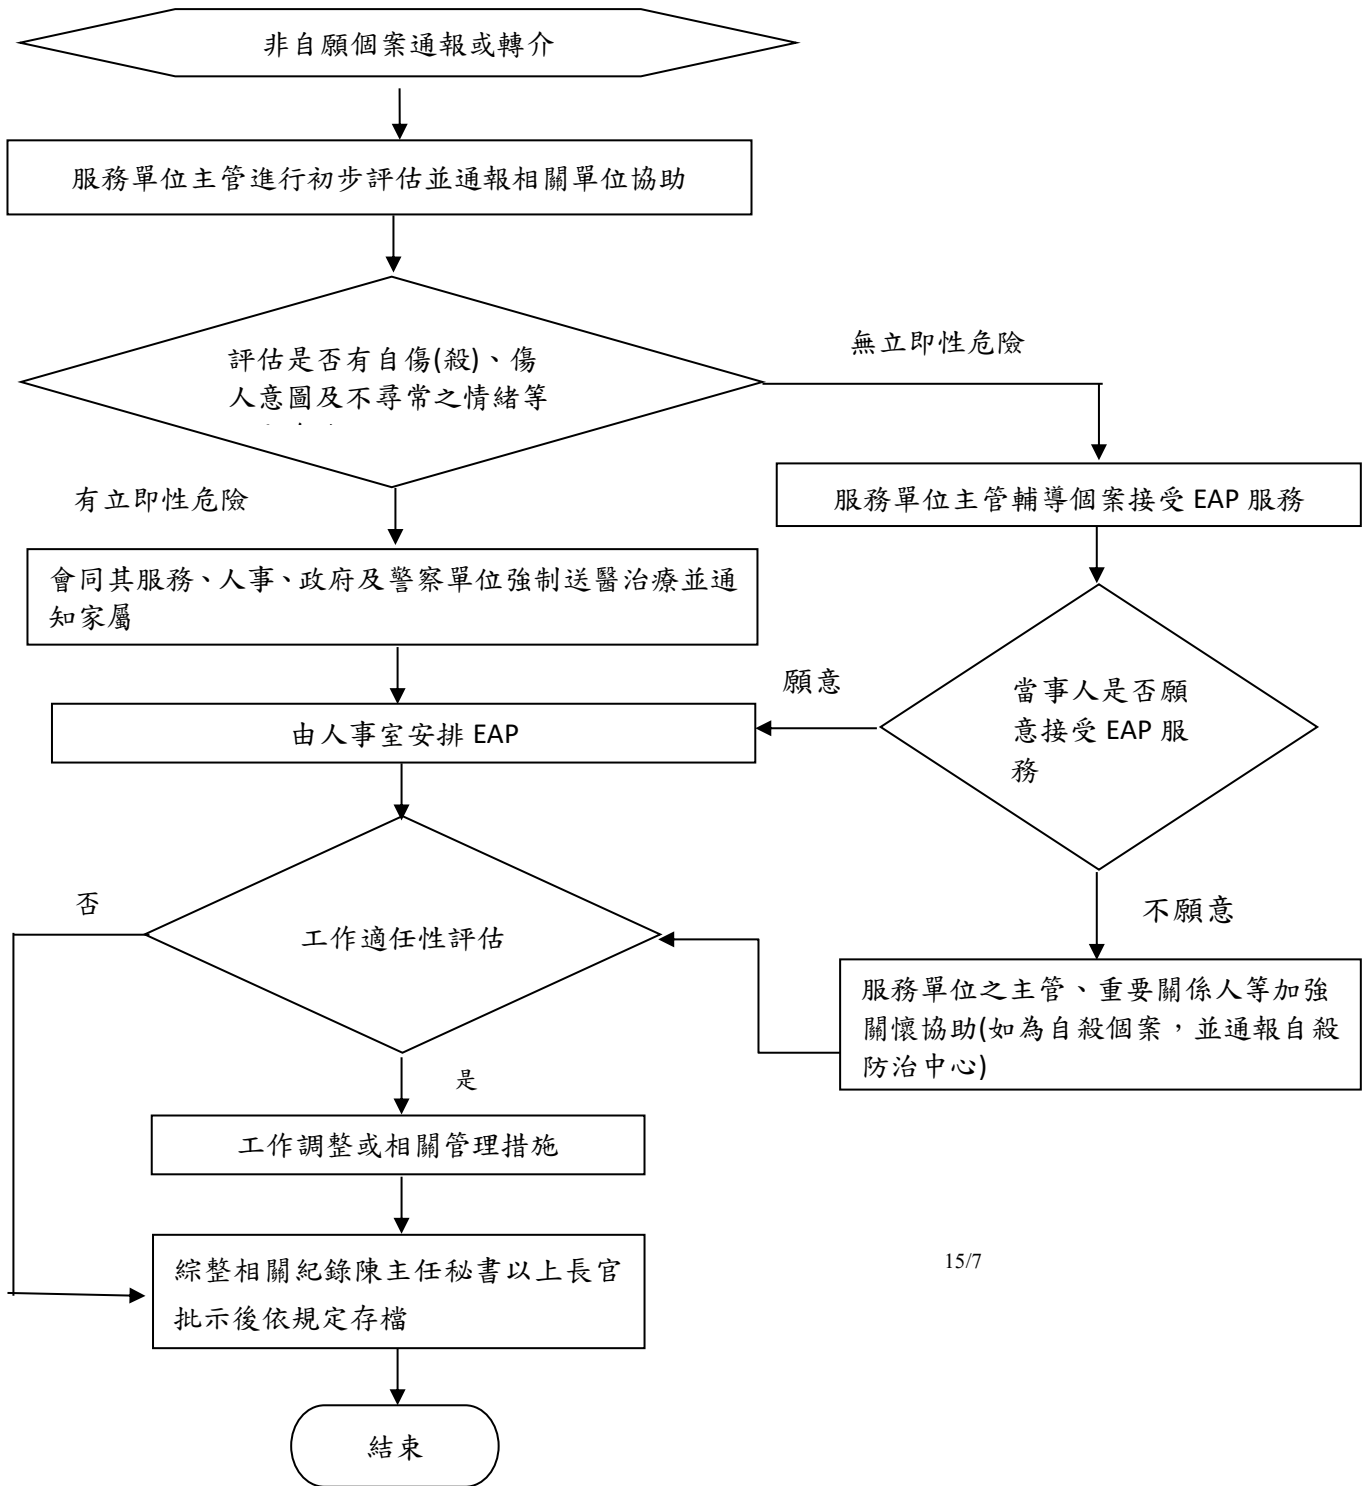 非自願個案通報或轉介
服務單位主管進行初步評估並通報相關單位協助
評估是否有自傷(殺)、傷
人意圖及不尋常之情緒等
無立即性危險
有立即性危險
服務單位主管輔導個案接受 EAP 服務
會同其服務、人事、政府及警察單位強制送醫治療並通
知家屬
願意
當事人是否願
意接受 EAP 服
務
由人事室安排 EAP
否
工作適任性評估
不願意
服務單位之主管、重要關係人等加強
關懷協助(如為自殺個案，並通報自殺
防治中心)
是
工作調整或相關管理措施
綜整相關紀錄陳主任秘書以上長官
批示後依規定存檔
15/7
結束